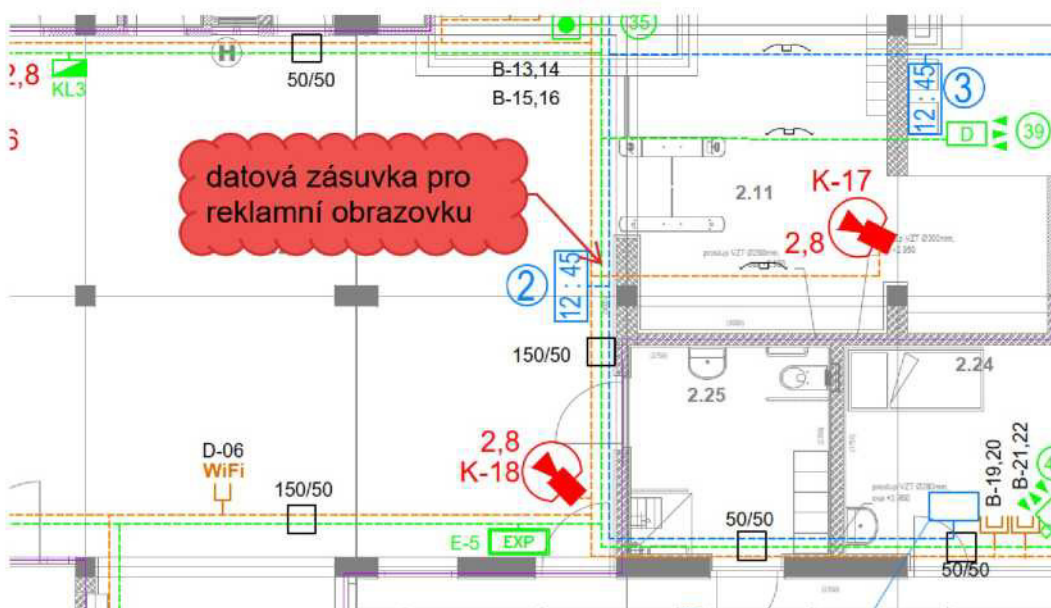 35
H
50/50
2,8
KL3
B-13,14
B-15,16
12:45
3
D
39
6
datová zásuvka pro
reklamní obrazovku
2.11
K-17
2,8
2
12:45
150/50
2.24
2.25
2,8
K-18
D-06
WiFi
150/50
B-19,20
B-21,22
4
50/50
E-5
EXP
50/50